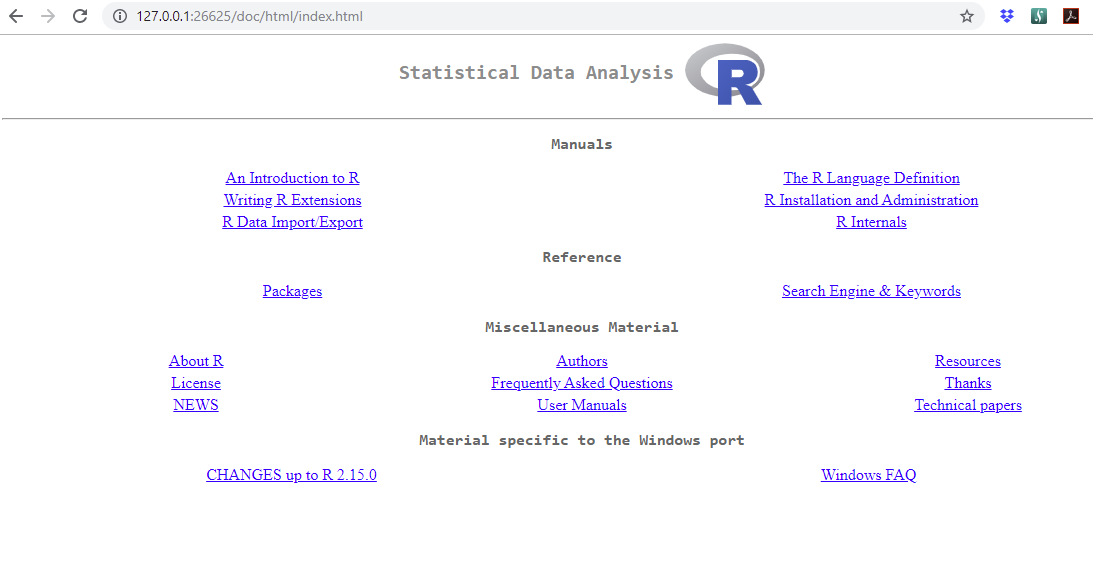 127.0.0.1:26625/doc/html/index.html
Statistical Data Analysis R
Manuals
An Introduction to R The R Language Definition
Writing R Extensions R Installation and Administration
R Data Import/Export R Internals
Reference
Packages Search Engine & Keywords
Miscellaneous Material
About R Authors Resources
License Frequently Asked Questions Thanks
NEWS User Manuals Technical papers
Material specific to the Windows port
CHANGES up to R 2.15.0 Windows FAQ